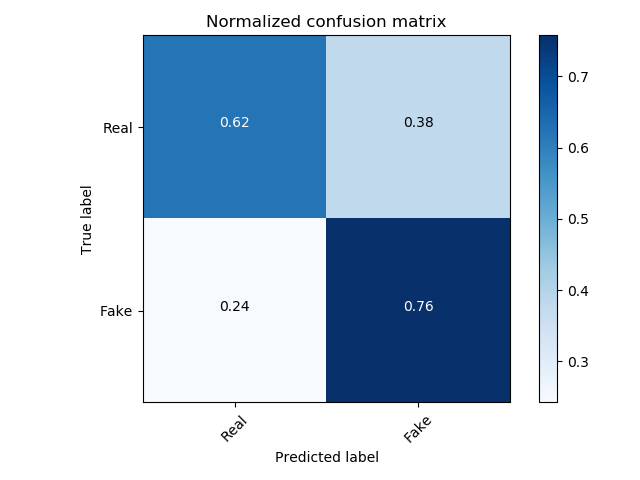 Normalized confusion matrix
True label
Real
0.62
0.38
Fake
0.24
0.76
Real
Fake
Predicted label
0.7
0.6
0.5
0.4
0.3